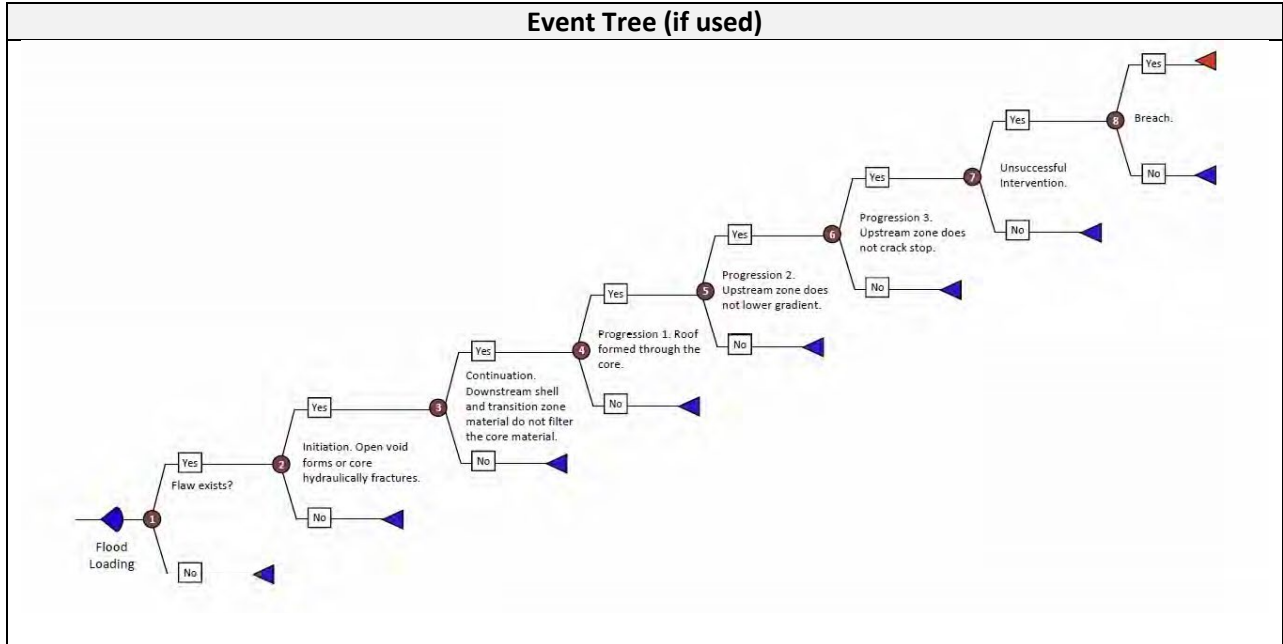 Event Tree (if used)
Yes
8
Breach.
No
Yes
7
Unsuccessful
Intervention.
No
Yes
6
Progression 3.
Upstream zone does
not crack stop.
No
Yes
5
Progression 2.
Upstream zone does
not lower gradient.
No
Yes
4
Progression 1. Roof
formed through the
core.
No
Yes
3
Continuation.
Downstream shell
and transition zone
material do not filter
the core material.
No
Yes
2
Initiation. Open void
forms or core
hydraulically fractures.
No
Yes
Flaw exists?
1
Flood
Loading
No